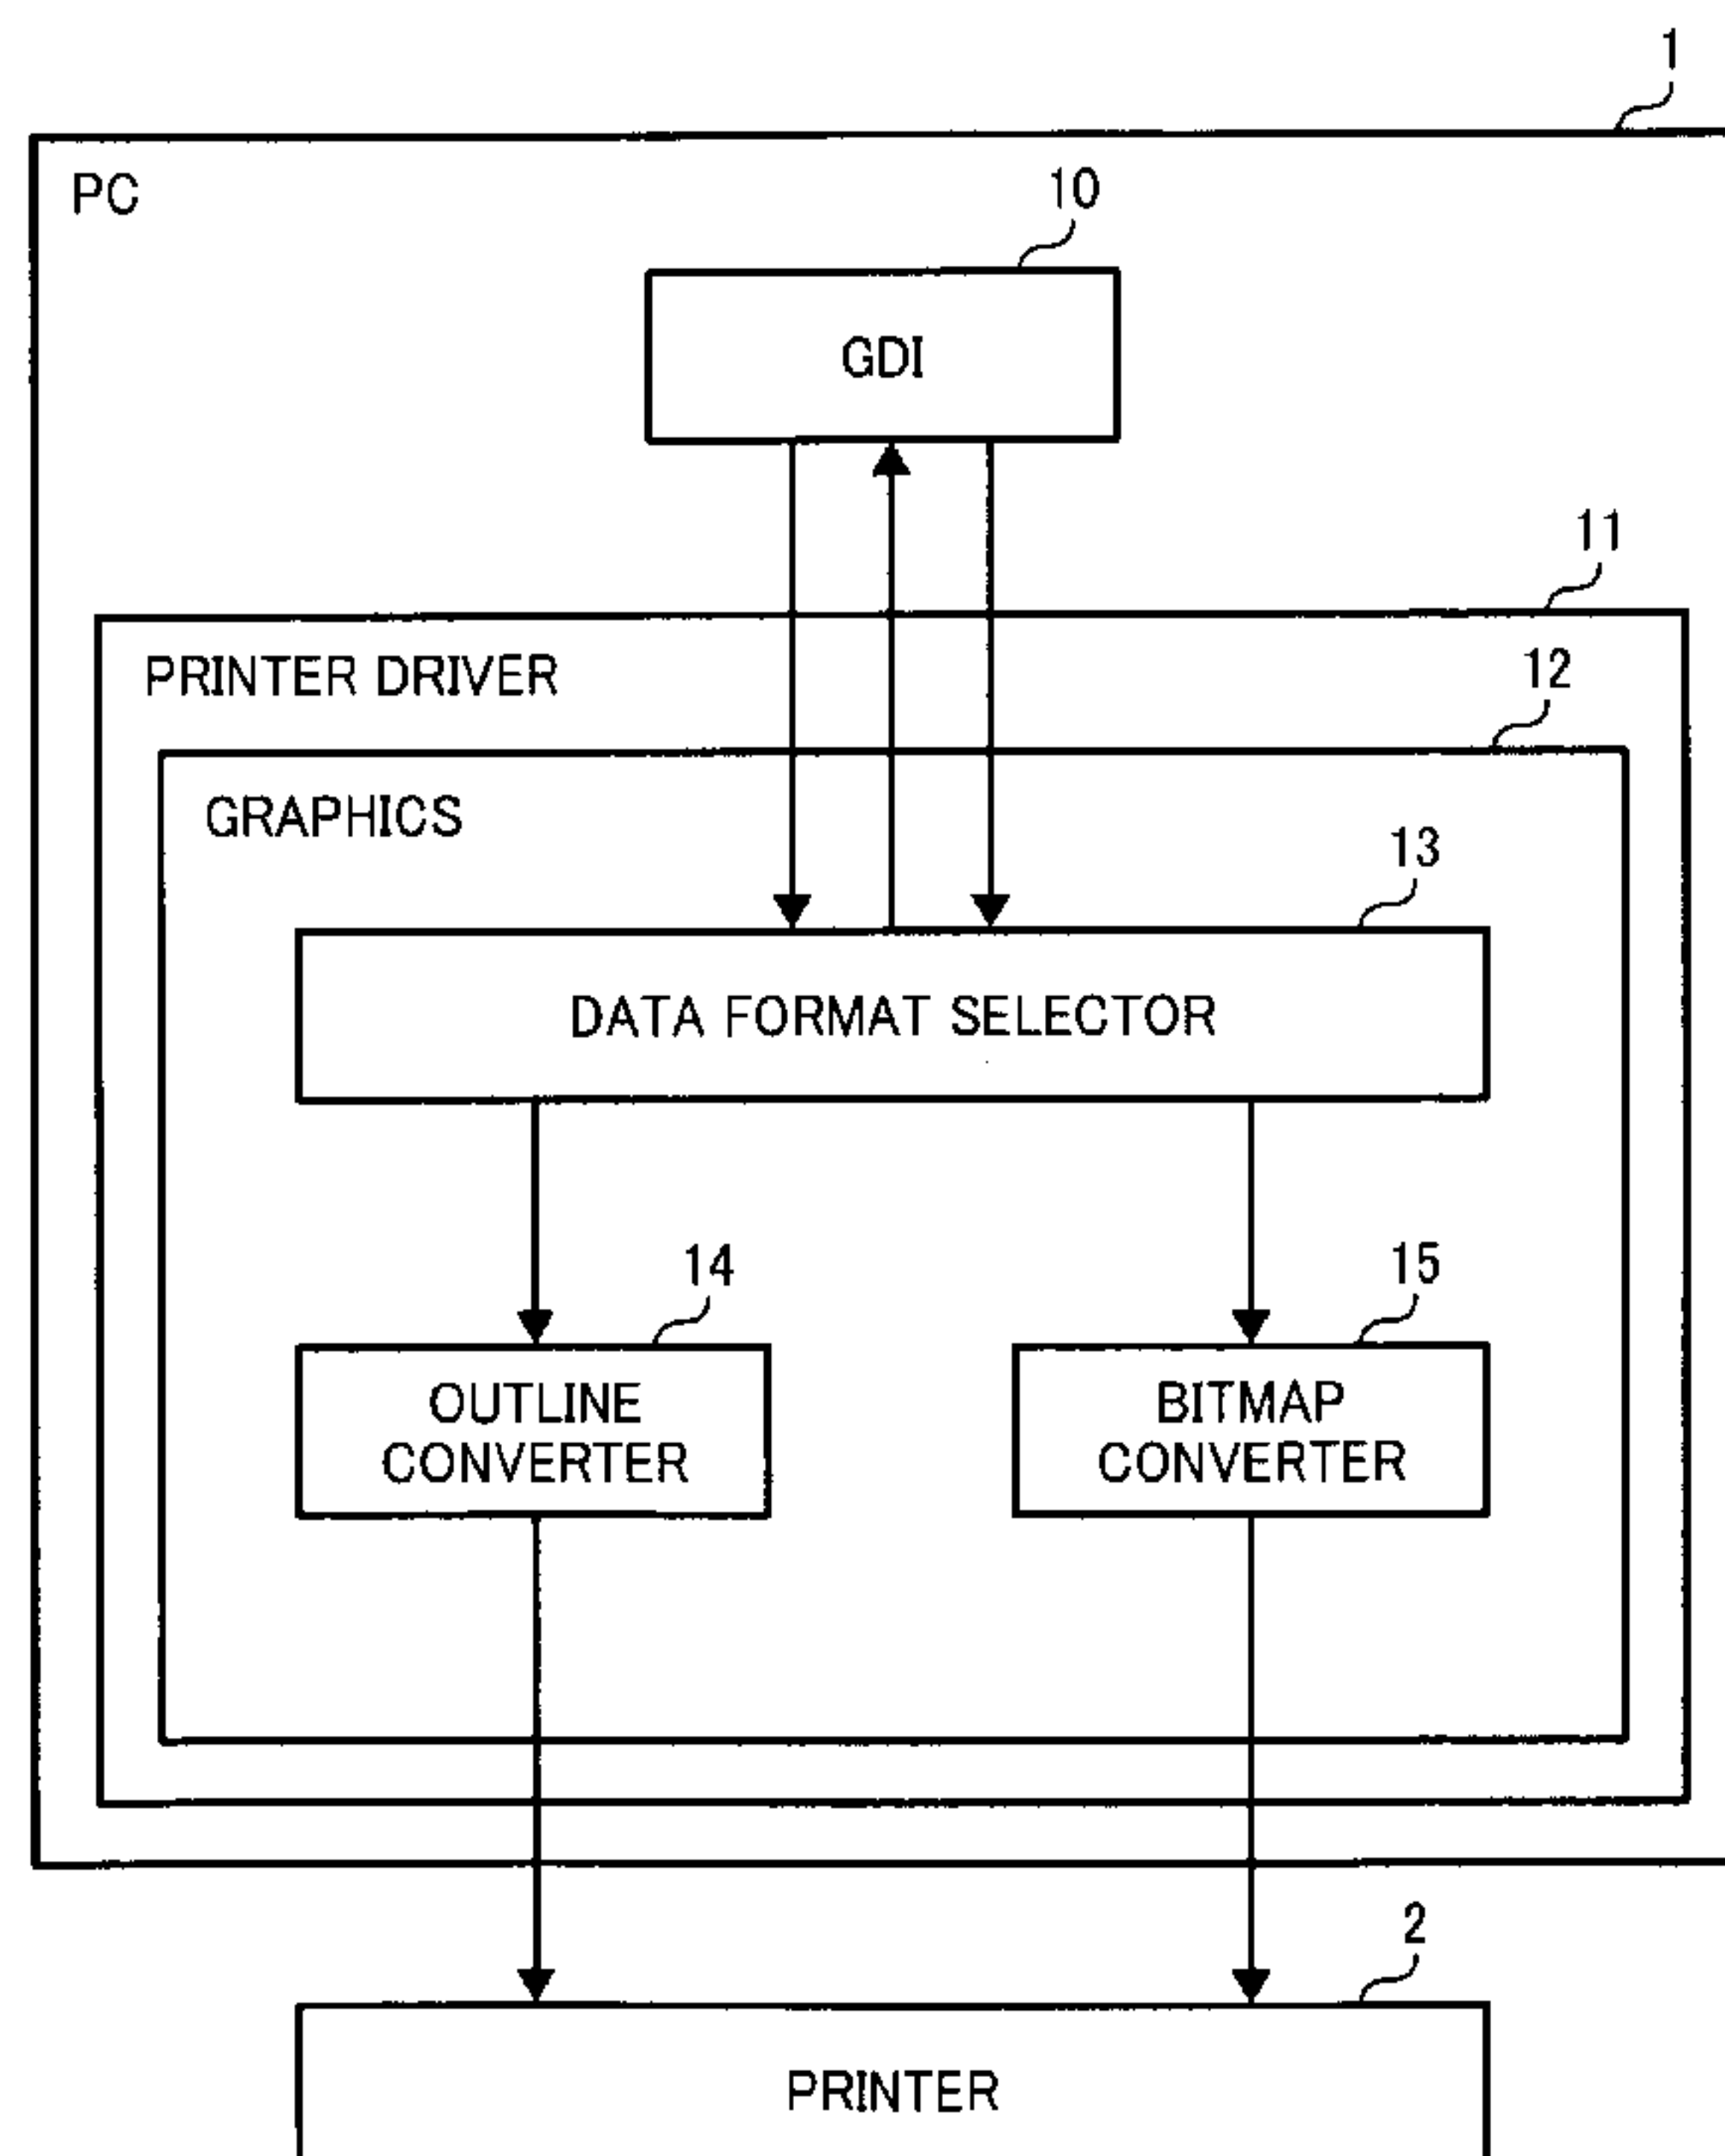 1
PC
10
GDI
11
PRINTER DRIVER
12
GRAPHICS
13
DATA FORMAT SELECTOR
14
15
OUTLINE
CONVERTER
BITMAP
CONVERTER
2
PRINTER